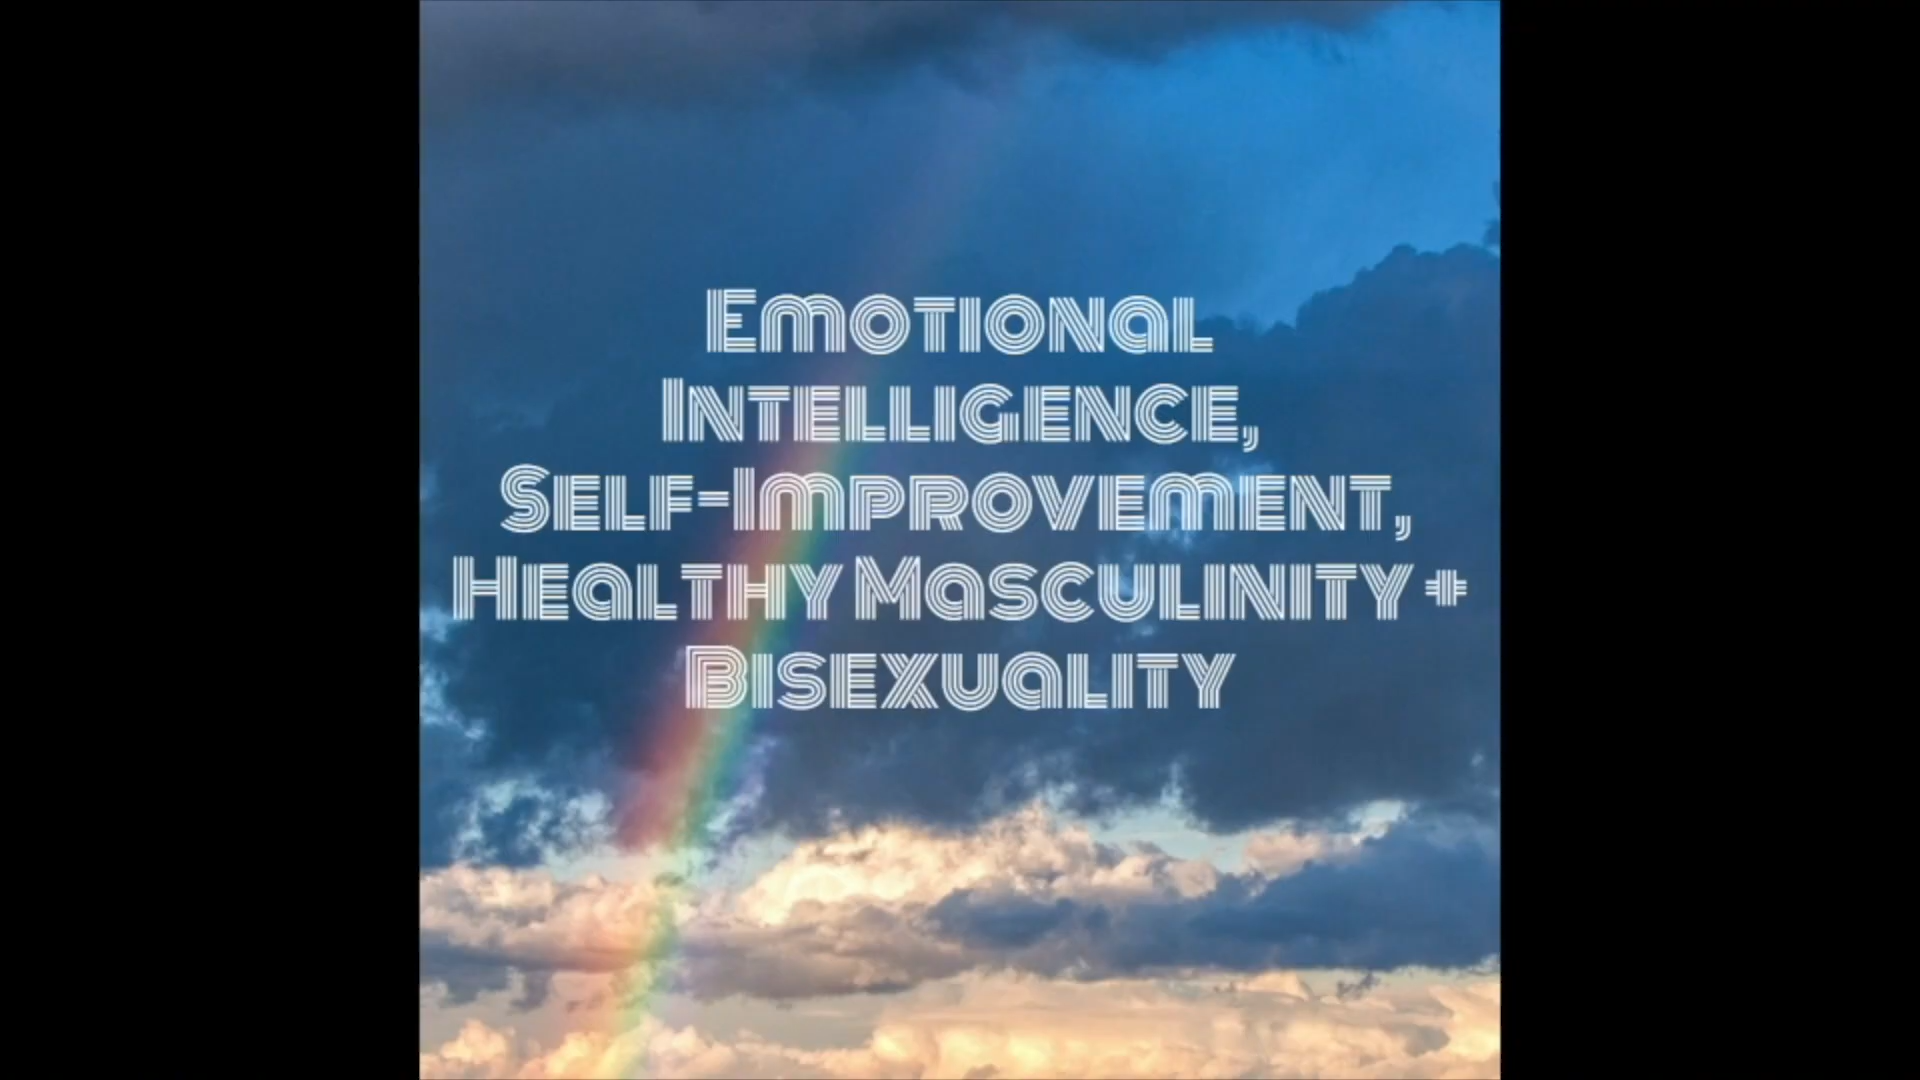 Emotional
Intelligence,
Self-Improvement,
Healthy Masculinity +
Bisexuality